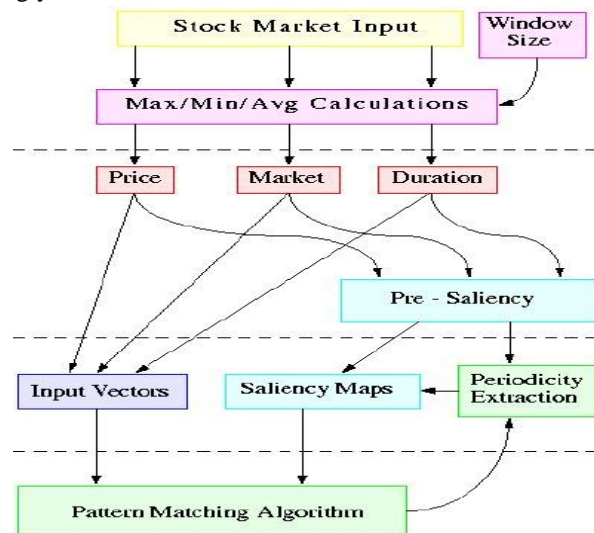 Stock Market Input
Window
Size
Max/Min/Avg Calculations
Price
Market
Duration
Pre - Saliency
Input Vectors
Saliency Maps
Periodicity
Extraction
Pattern Matching Algorithm